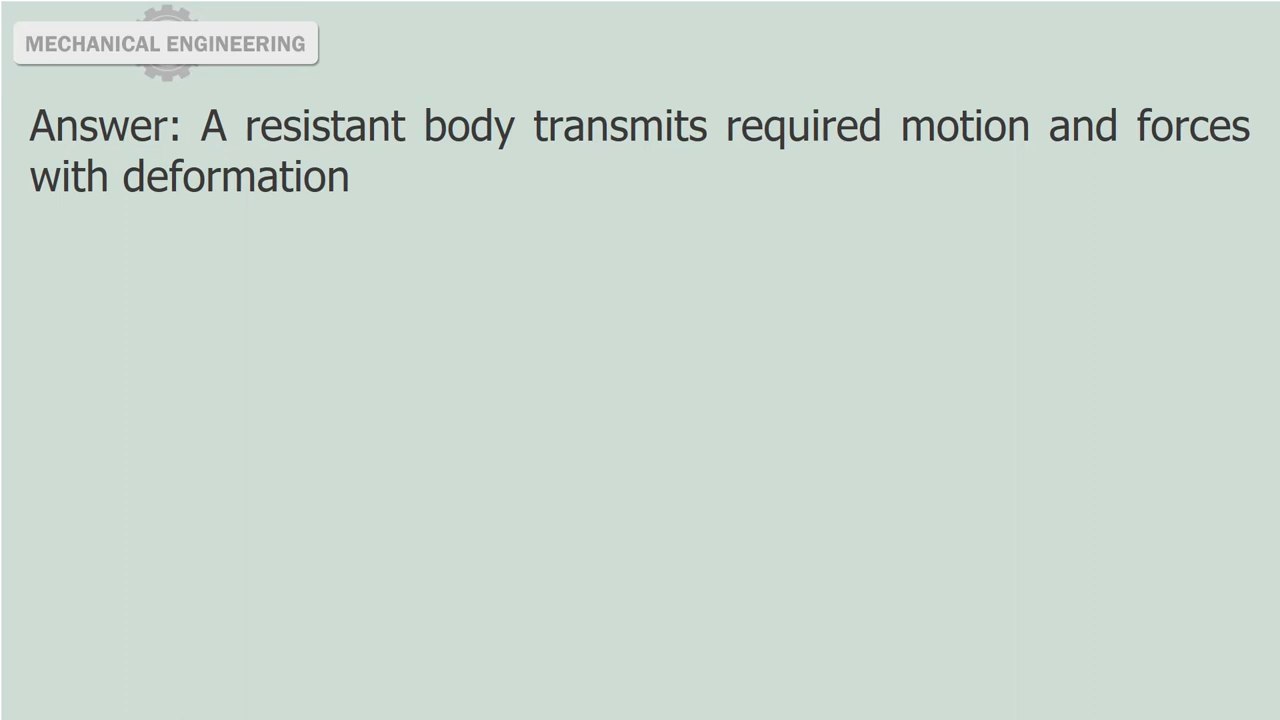 MECHANICAL ENGINEERING
Answer: A resistant body transmits required motion and forces
with deformation